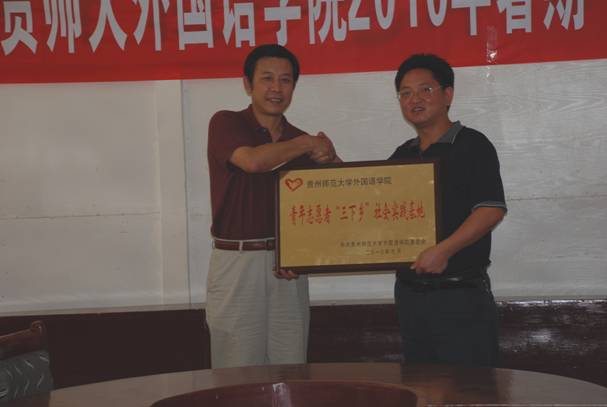 贵师大外国语学院2010年暑期
贵州师范大学外国语学院
青年志愿者“三下乡”社会实践基地